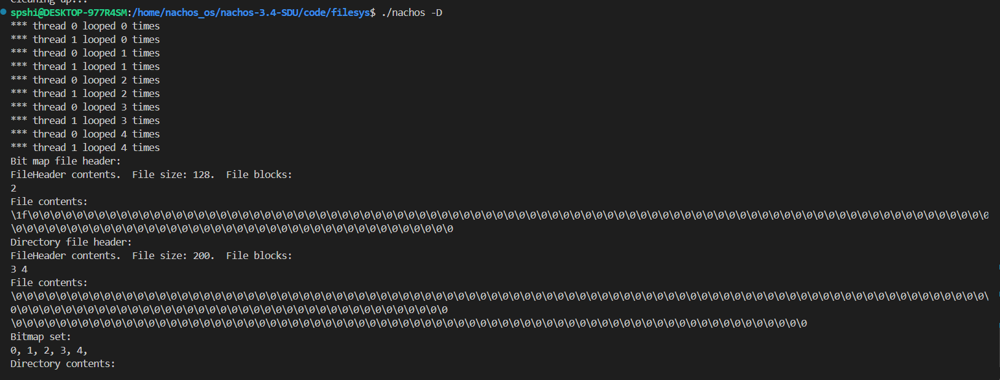 cleaning up...
spshi@DESKTOP-977R4SM:/home/nachos_os/nachos-3.4-SDU/code/filesys$ ./nachos -D
*** thread 0 looped 0 times
*** thread 1 looped 0 times
*** thread 0 looped 1 times
*** thread 1 looped 1 times
*** thread 0 looped 2 times
*** thread 1 looped 2 times
*** thread 0 looped 3 times
*** thread 1 looped 3 times
*** thread 0 looped 4 times
*** thread 1 looped 4 times
Bit map file header:
FileHeader contents.  File size: 128.  File blocks:
2
File contents:
\1f\0\0\0\0\0\0\0\0\0\0\0\0\0\0\0\0\0\0\0\0\0\0\0\0\0\0\0\0\0\0\0\0\0\0\0\0\0\0\0\0\0\0\0\0\0\0\0\0\0\0\0\0\0\0\0\0\0\0\0\0\0\0\0\0\0\0\0\0\0\0\0\0\0\0\0\0\0\0\0\0\0\0\0\0\0\0\0
\0\0\0\0\0\0\0\0\0\0\0\0\0\0\0\0\0\0\0\0\0\0\0\0\0\0\0\0\0\0\0\0\0\0\0\0\0\0\0\0
Directory file header:
FileHeader contents.  File size: 200.  File blocks:
3 4
File contents:
\0\0\0\0\0\0\0\0\0\0\0\0\0\0\0\0\0\0\0\0\0\0\0\0\0\0\0\0\0\0\0\0\0\0\0\0\0\0\0\0\0\0\0\0\0\0\0\0\0\0\0\0\0\0\0\0\0\0\0\0\0\0\0\0\0\0\0\0\0\0\0\0\0\0\0\0\0\0\0\0\0\0\0\0\0\0\0\0\
0\0\0\0\0\0\0\0\0\0\0\0\0\0\0\0\0\0\0\0\0\0\0\0\0\0\0\0\0\0\0\0\0\0\0\0\0\0\0\0
\0\0\0\0\0\0\0\0\0\0\0\0\0\0\0\0\0\0\0\0\0\0\0\0\0\0\0\0\0\0\0\0\0\0\0\0\0\0\0\0\0\0\0\0\0\0\0\0\0\0\0\0\0\0\0\0\0\0\0\0\0\0\0\0\0\0\0\0\0\0\0\0
Bitmap set:
0, 1, 2, 3, 4,
Directory contents: